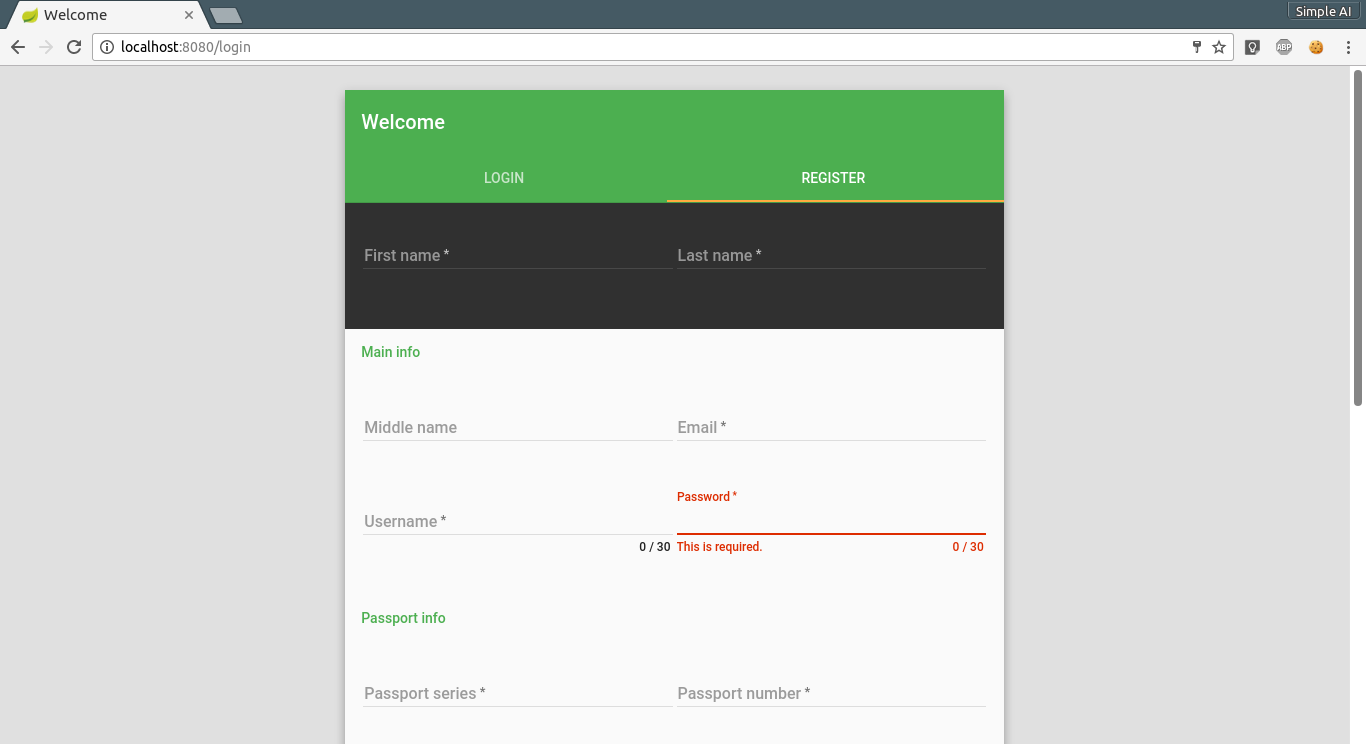 Welcome
Simple AI
localhost:8080/login
ABP
Welcome
LOGIN REGISTER
First name * Last name *
Main info
Middle name Email *
Password *
Username *
0 / 30 This is required. 0 / 30
Passport info
Passport series * Passport number *